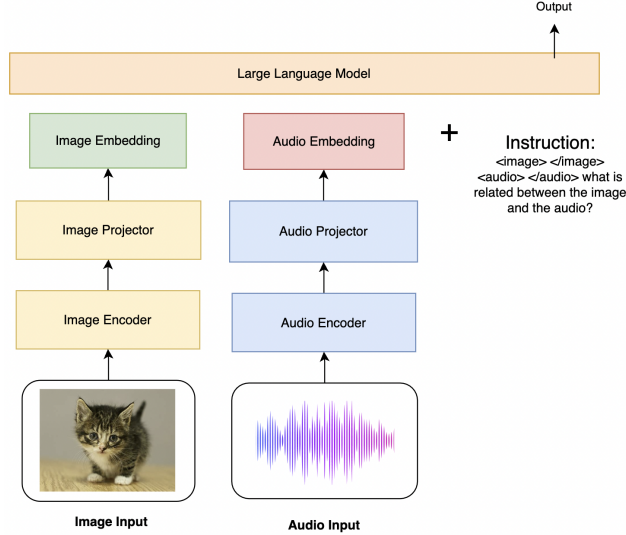 Output
Large Language Model
Image Embedding
Audio Embedding
+
Instruction:
<image> </image>
<audio> </audio> what is
related between the image
and the audio?
Image Projector
Audio Projector
Image Encoder
Audio Encoder
Image Input
Audio Input